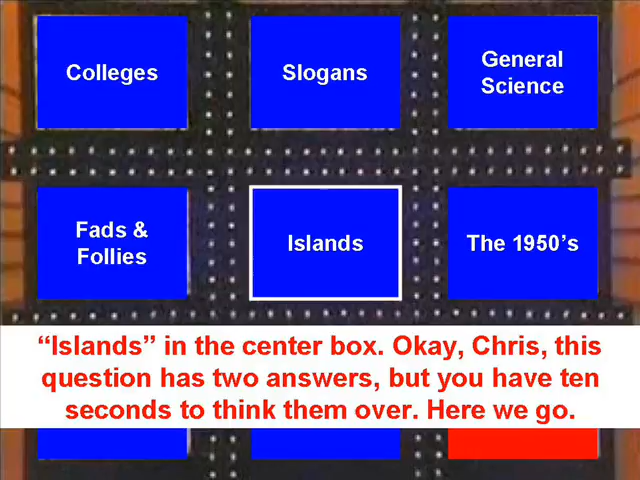 Colleges
Slogans
General
Science
Fads &
Follies
Islands
The 1950's
“Islands” in the center box. Okay, Chris, this
question has two answers, but you have ten
seconds to think them over. Here we go.